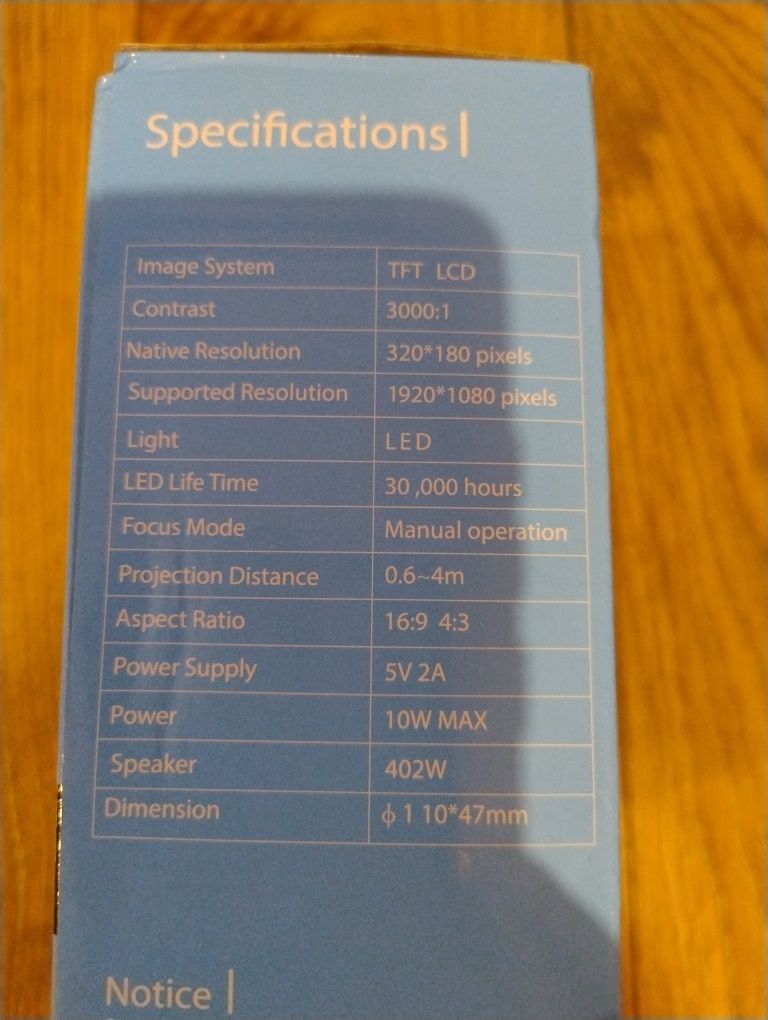 Specifications|
Image System TFT LCD
Contrast 3000:1
Native Resolution 320*180 pixels
Supported Resolution 1920*1080 pixels
Light LED
LED Life Time 30 ,000 hours
Focus Mode Manual operation
Projection Distance 0.6~4m
Aspect Ratio 16:9 4:3
Power Supply 5V 2A
Power 10W MAX
Speaker 402W
Dimension ϕ 1 10*47mm
Notice |